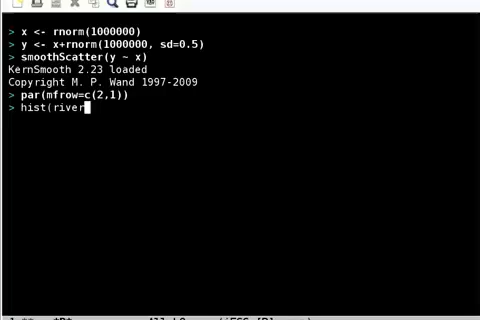 > x <- rnorm(1000000)
> y <- x+rnorm(1000000, sd=0.5)
> smoothScatter(y ~ x)
KernSmooth 2.23 loaded
Copyright M. P. Wand 1997-2009
> par(mfrow=c(2,1))
> hist(river